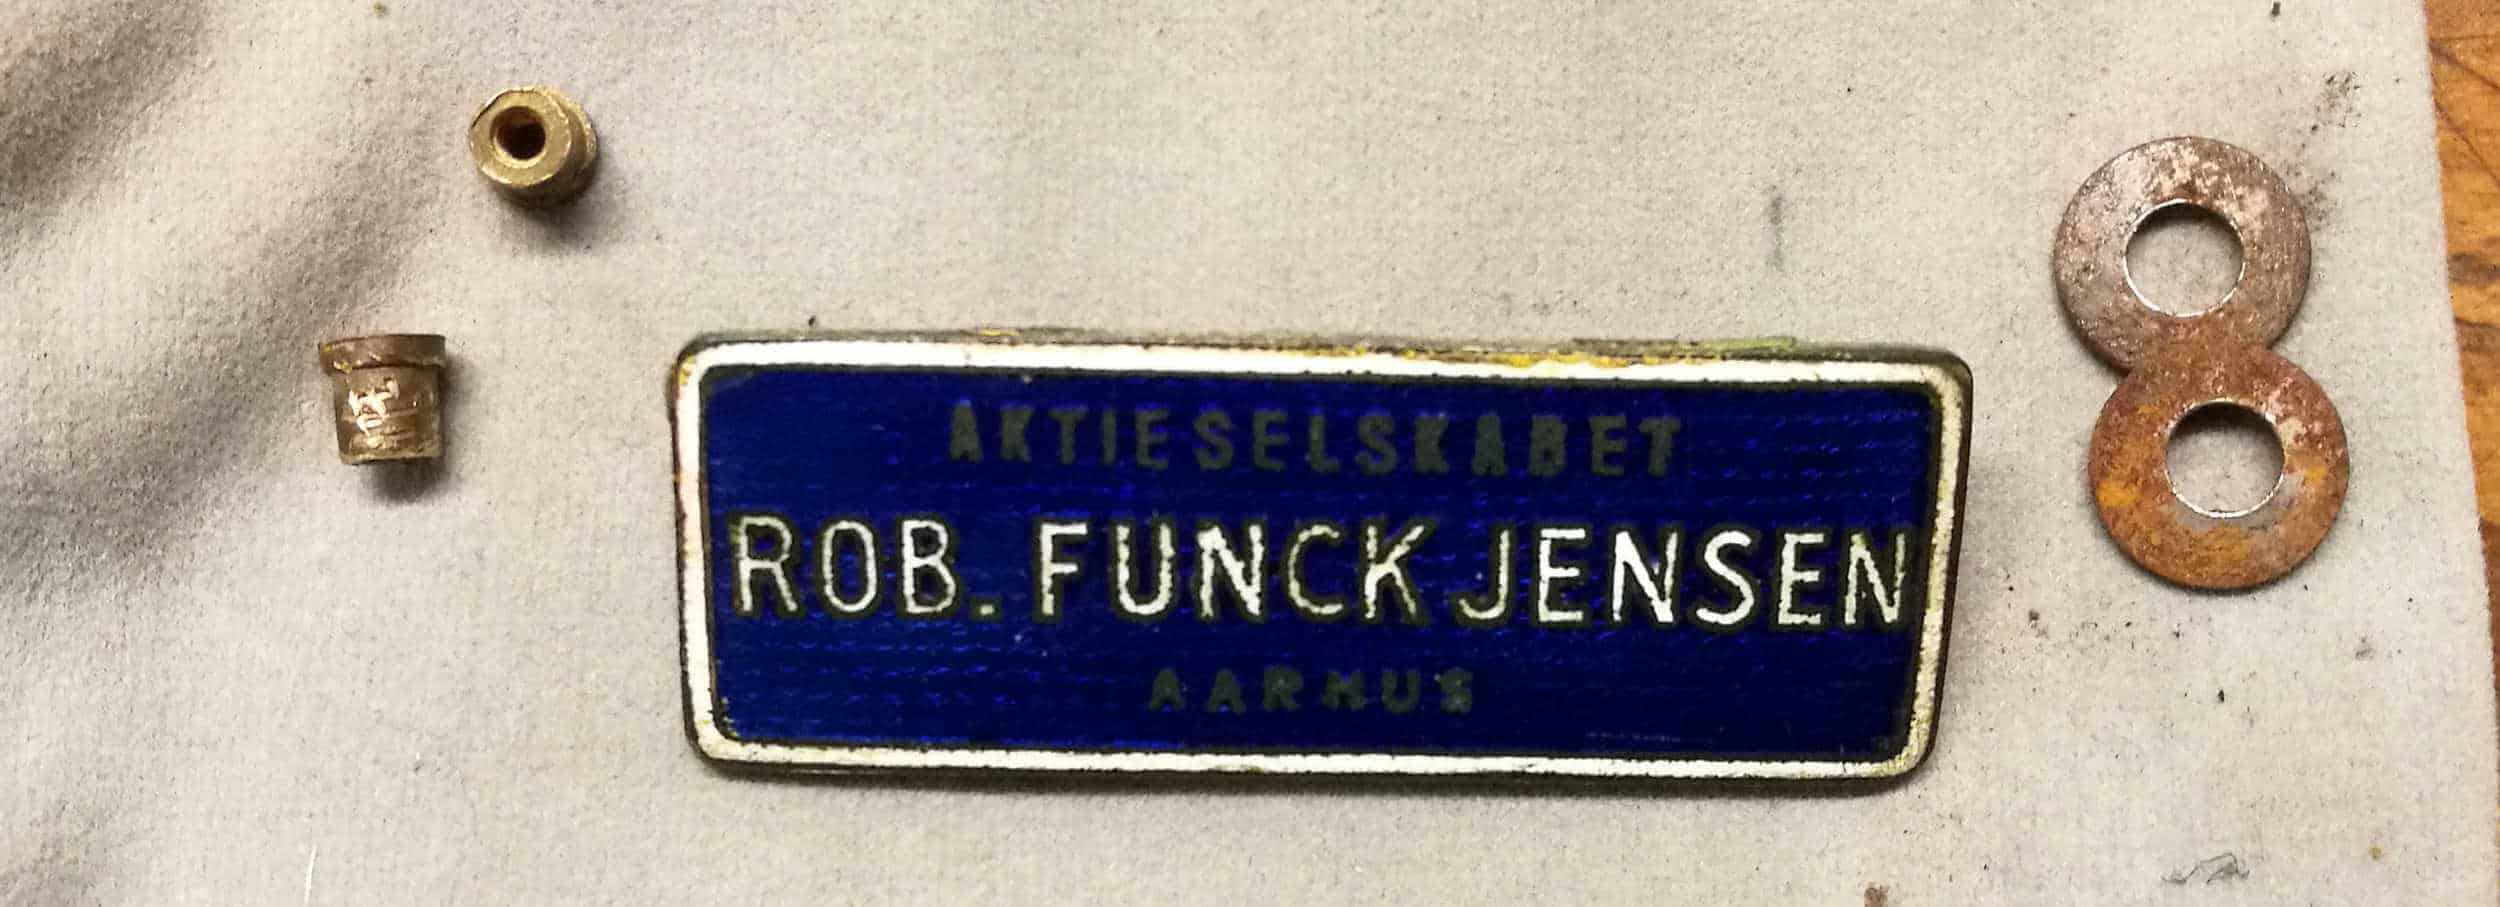 AKTIESELSKABET
ROB. FUNCK JENSEN
AARHUS